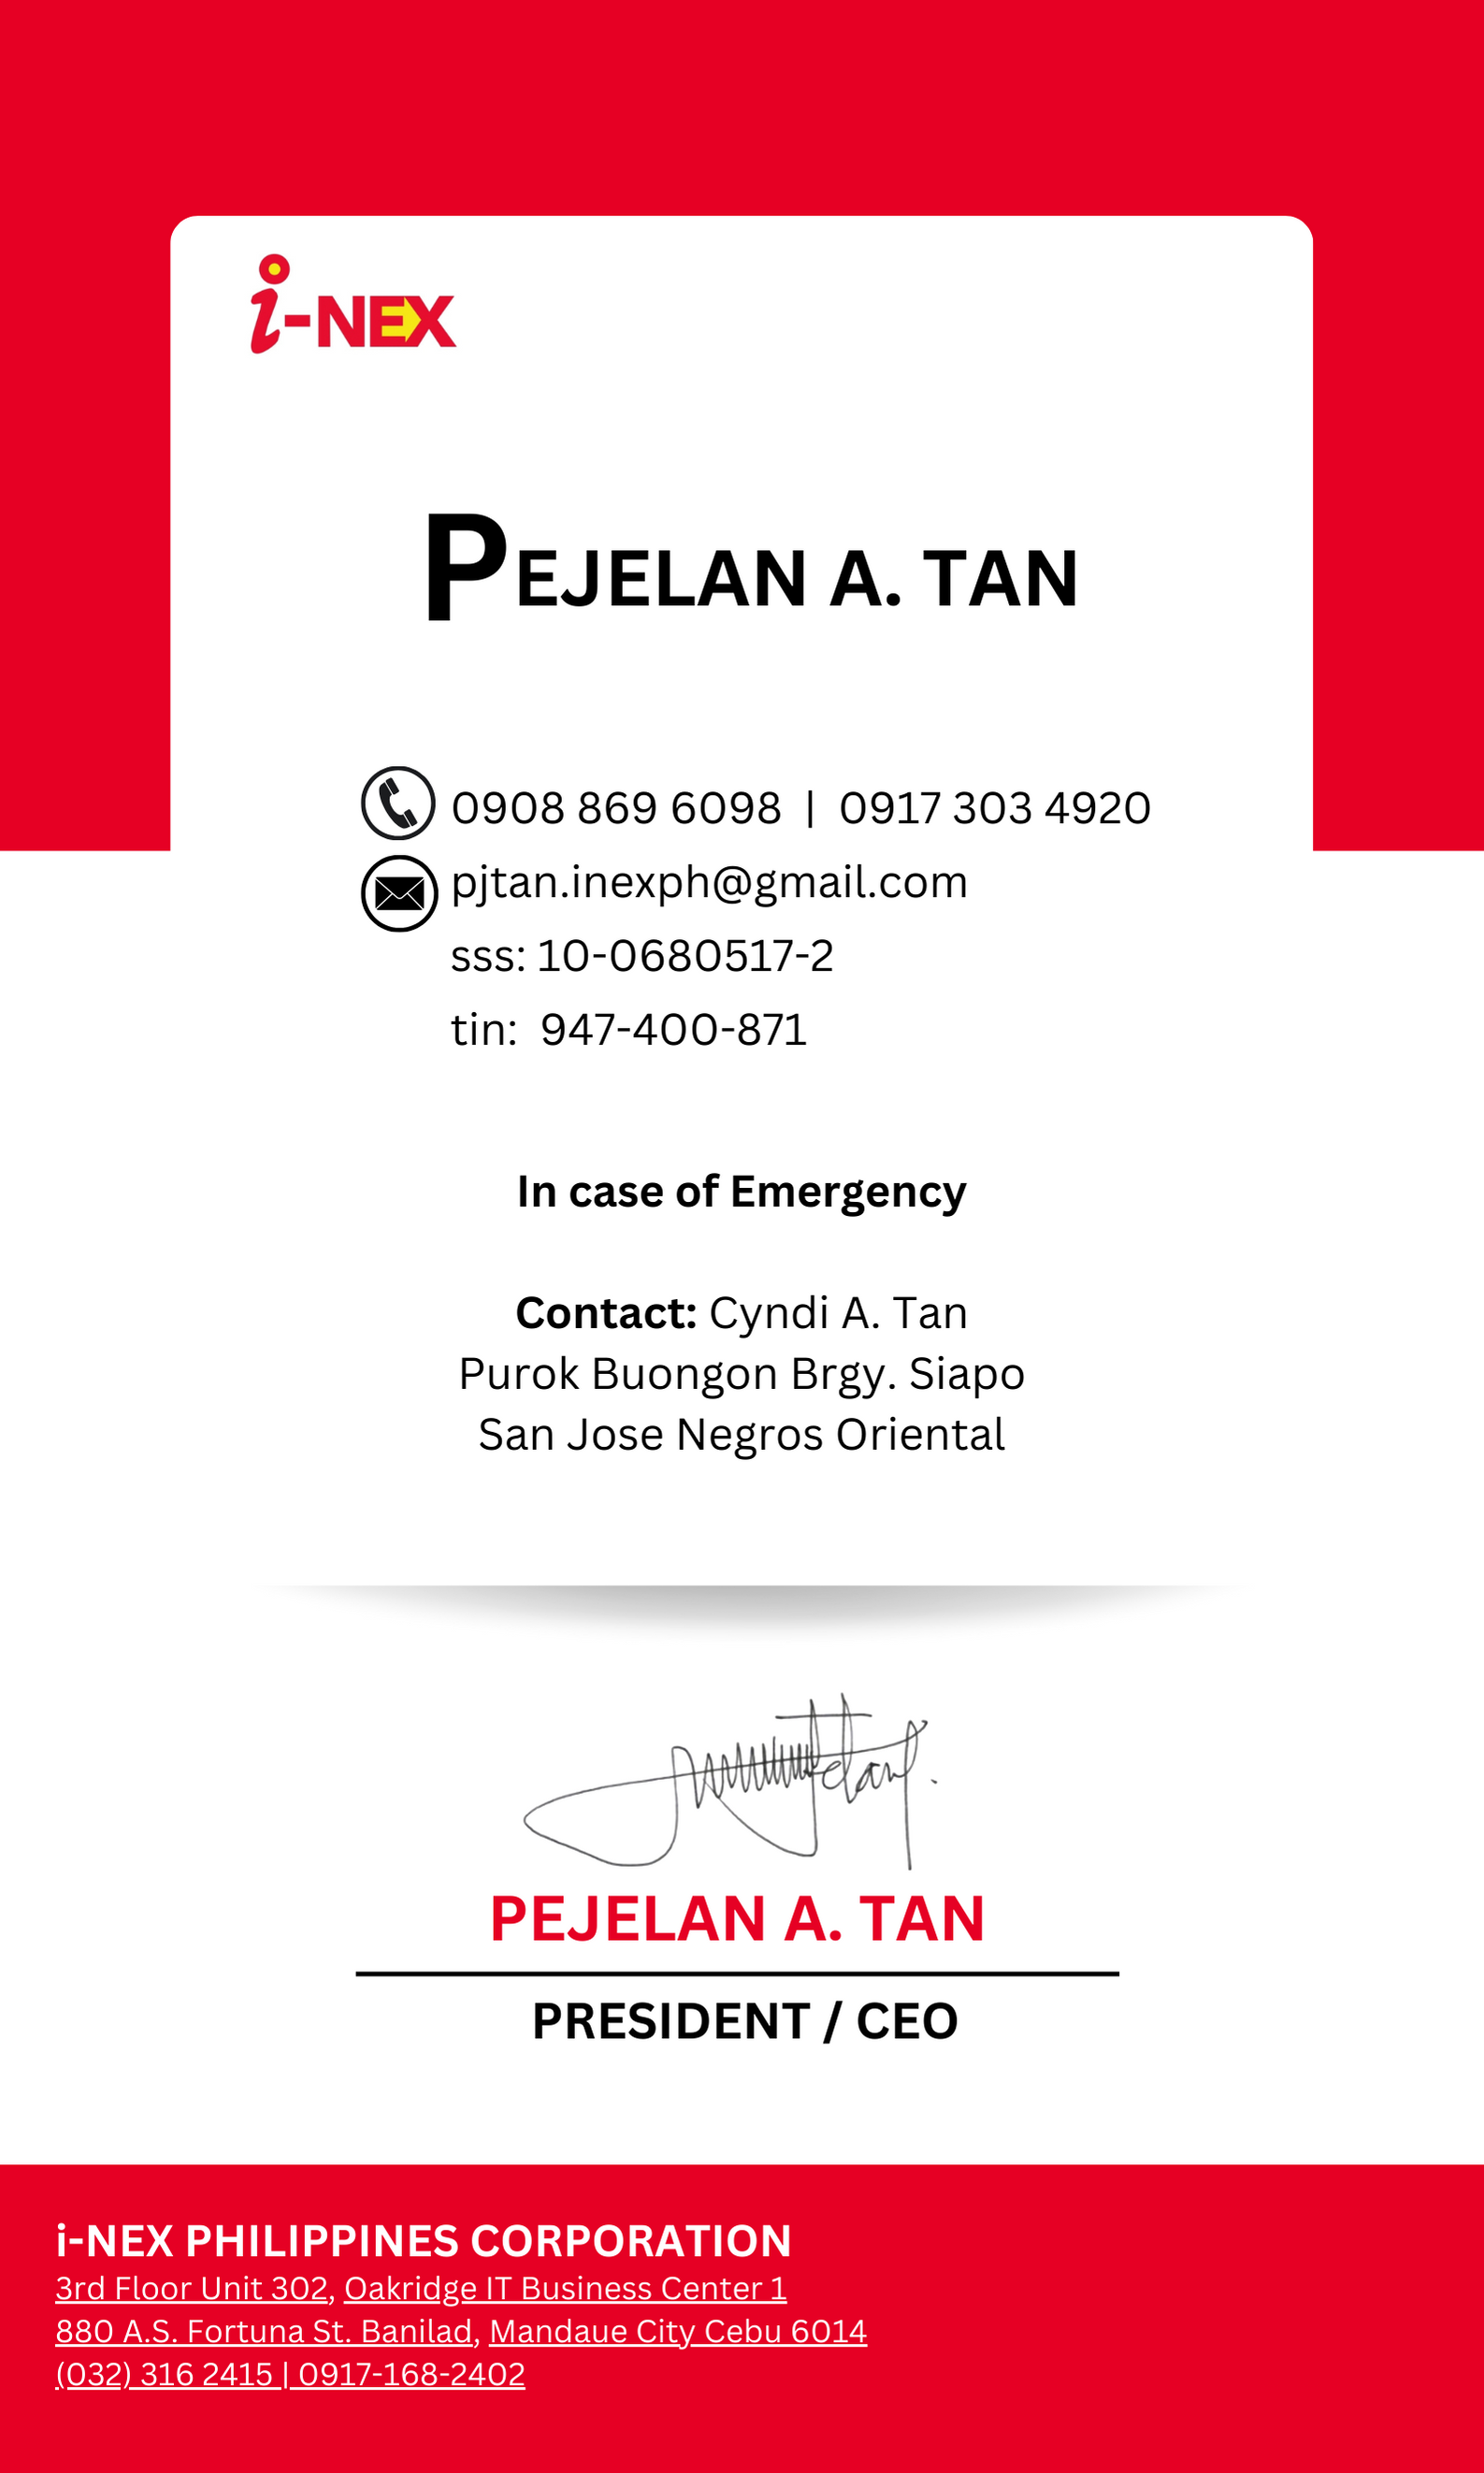 i-NEX
PEJELAN A. TAN
0908 869 6098 | 0917 303 4920
pjtan.inexph@gmail.com
sss: 10-0680517-2
tin: 947-400-871
In case of Emergency
Contact: Cyndi A. Tan
Purok Buongon Brgy. Siapo
San Jose Negros Oriental
PEJELAN A. TAN
PRESIDENT / CEO
i-NEX PHILIPPINES CORPORATION
3rd Floor Unit 302, Oakridge IT Business Center 1
880 A.S. Fortuna St. Banilad, Mandaue City Cebu 6014
(032) 316 2415 | 0917-168-2402